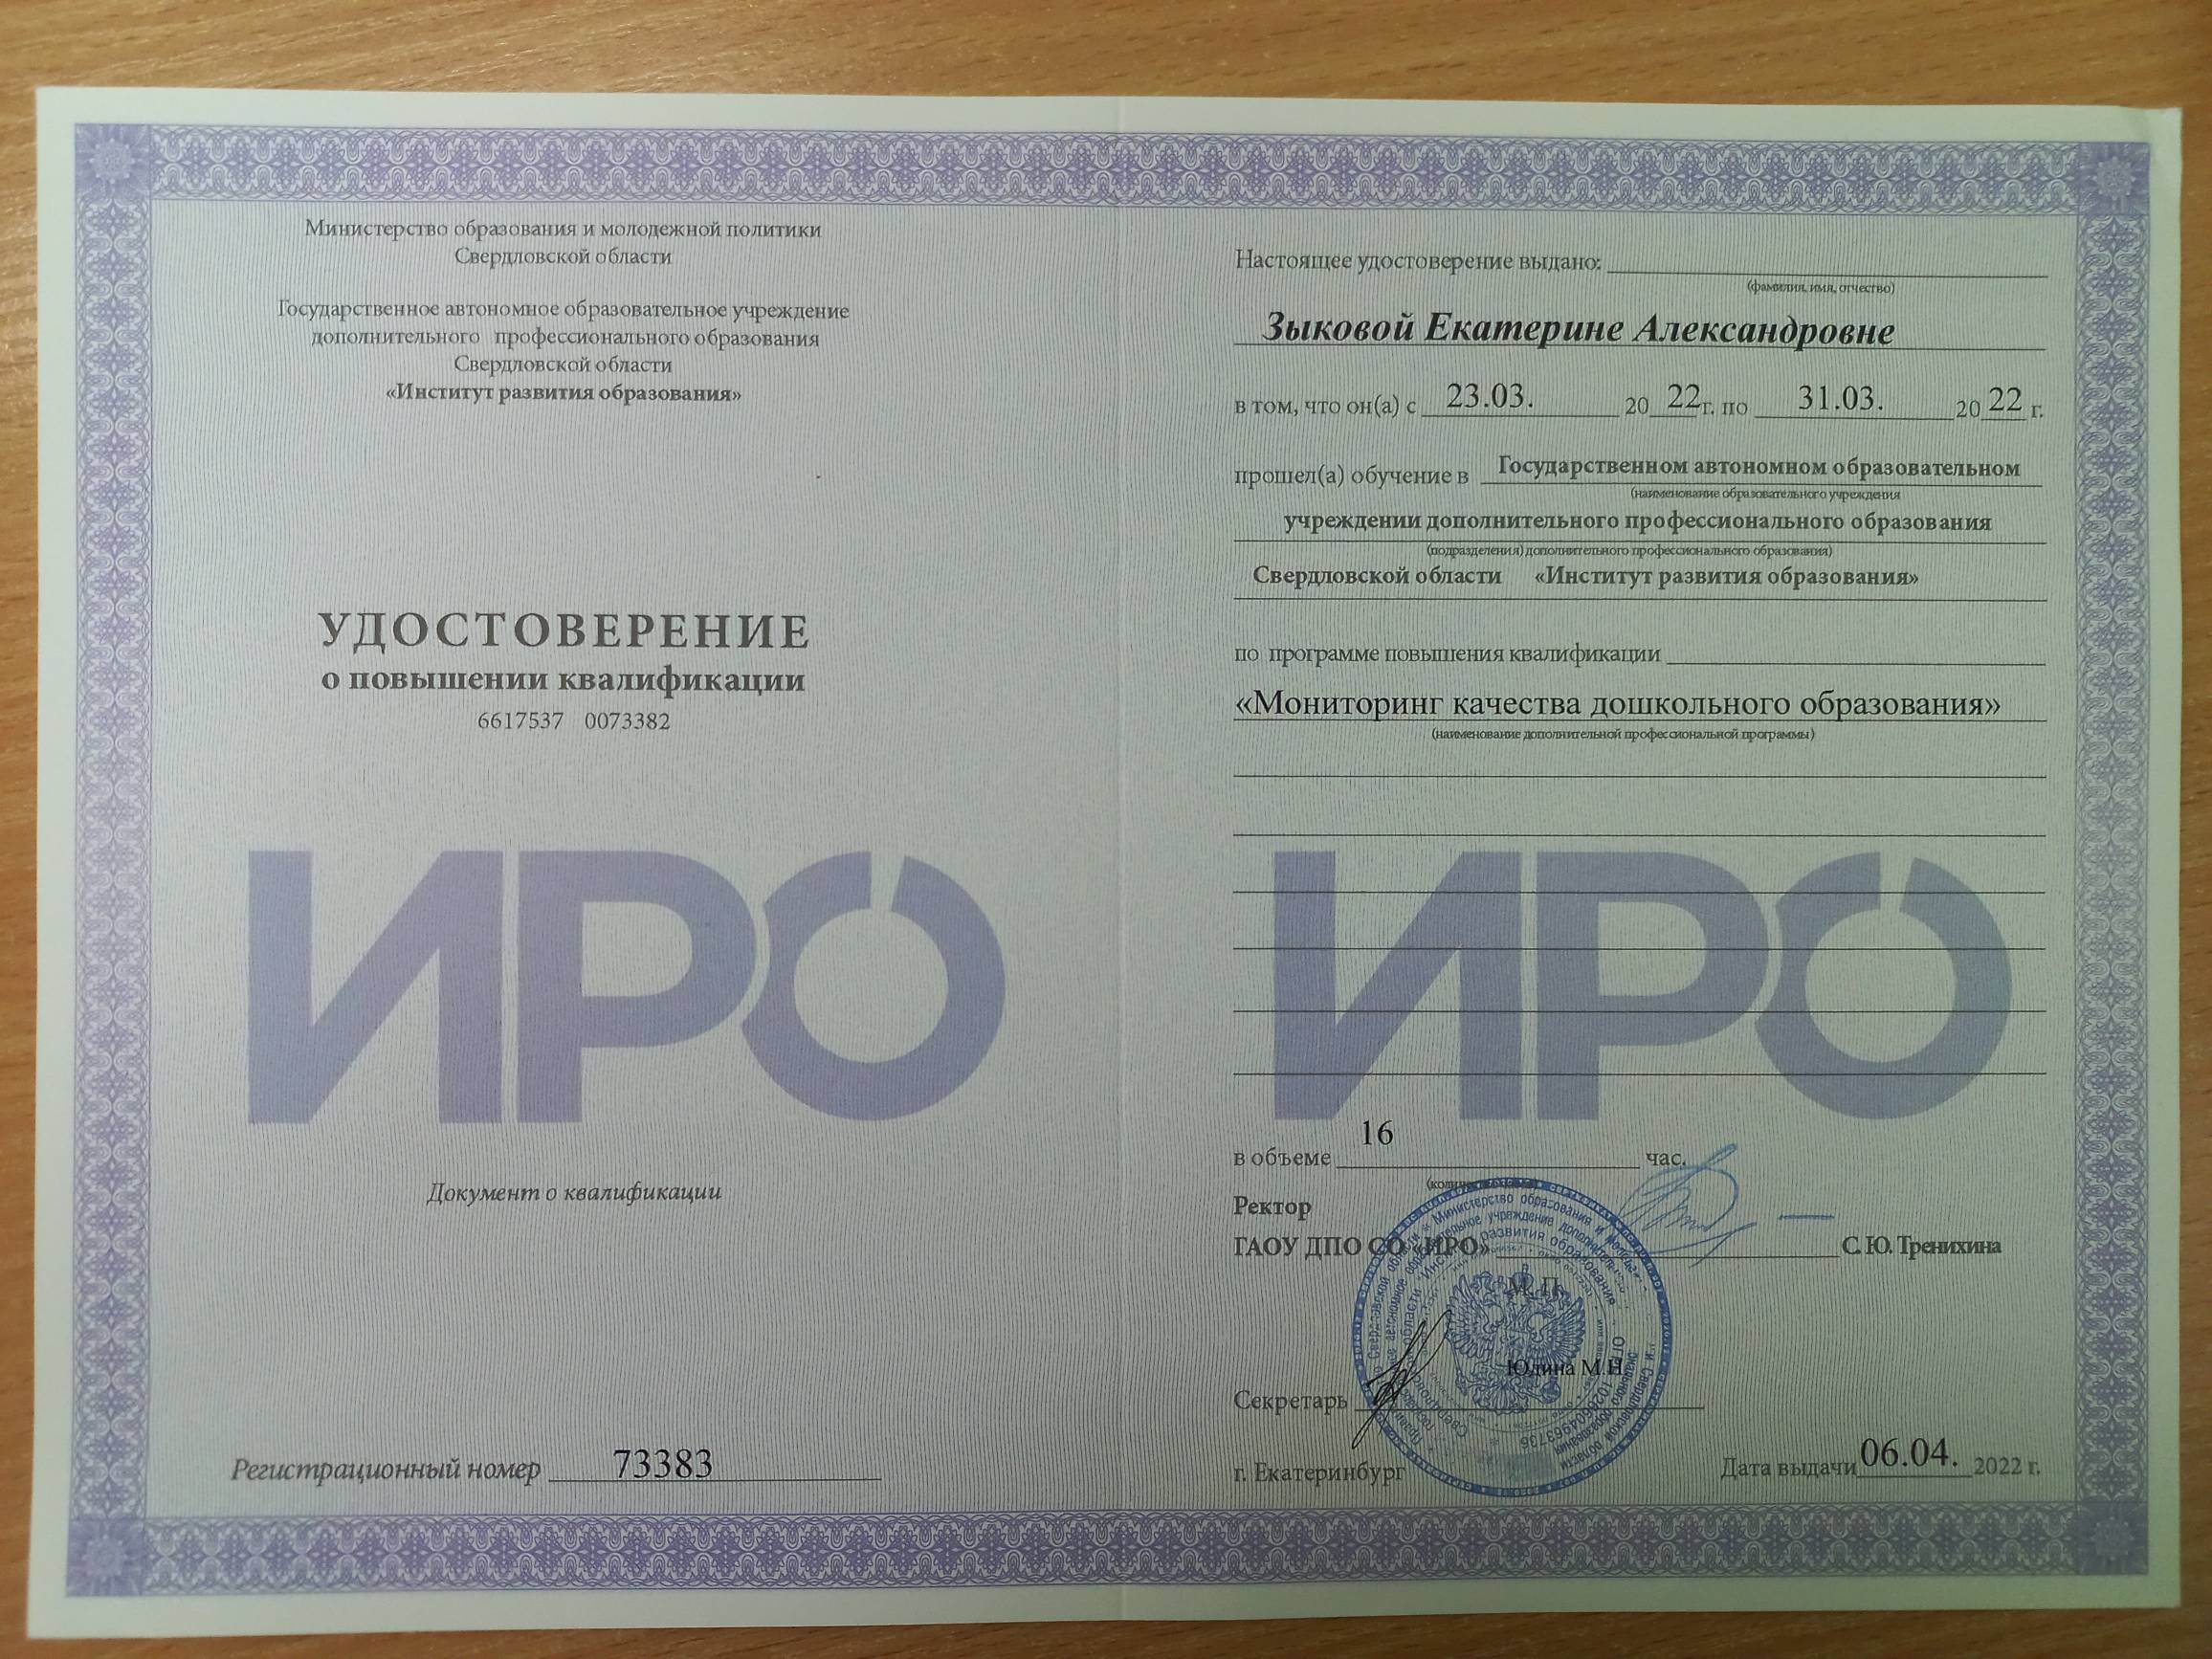 Министерство образования и молодежной политики
Свердловской области
Государственное автономное образовательное учреждение
дополнительного профессионального образования
Свердловской области
«Институт развития образования»
УДОСТОВЕРЕНИЕ
о повышении квалификации
6617537 0073382
ИРО
Документ о квалификации
Регистрационный номер 73383
Настоящее удостоверение выдано:
(фамилия, имя, отчество)
Зыковой Екатерине Александровне
в том, что он(а) с 23.03. 20 22 г. по 31.03. 20 22 г.
прошел(а) обучение в Государственном автономном образовательном
(наименование образовательного учреждения
учреждении дополнительного профессионального образования
(подразделения) дополнительного профессионального образования)
Свердловской области «Институт развития образования»
по программе повышения квалификации
«Мониторинг качества дошкольного образования»
(наименование дополнительной профессиональной программы)
ИРО
в объеме 16 час.
Ректор
ГАОУ ДПО СО «ИРО» С. Ю. Тренихина
М. П.
Юдина М.Н.
Секретарь
г. Екатеринбург Дата выдачи 06.04. 2022 г.